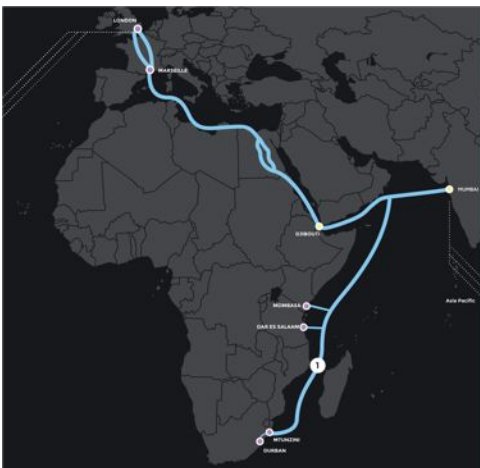 LONDON
MARSEILLE
MUMBAI
DJIBOUTI
Asia Pacific
MOMBASA
DAR ES SALAAM
1
MTUNZINI
DURBAN